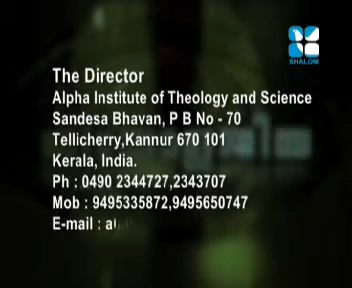 SHALOM
The Director
Alpha Institute of Theology and Science
Sandesa Bhavan, P B No - 70
Tellicherry,Kannur 670 101
Kerala, India.
Ph : 0490 2344727,2343707
Mob : 9495335872,9495650747
E-mail :